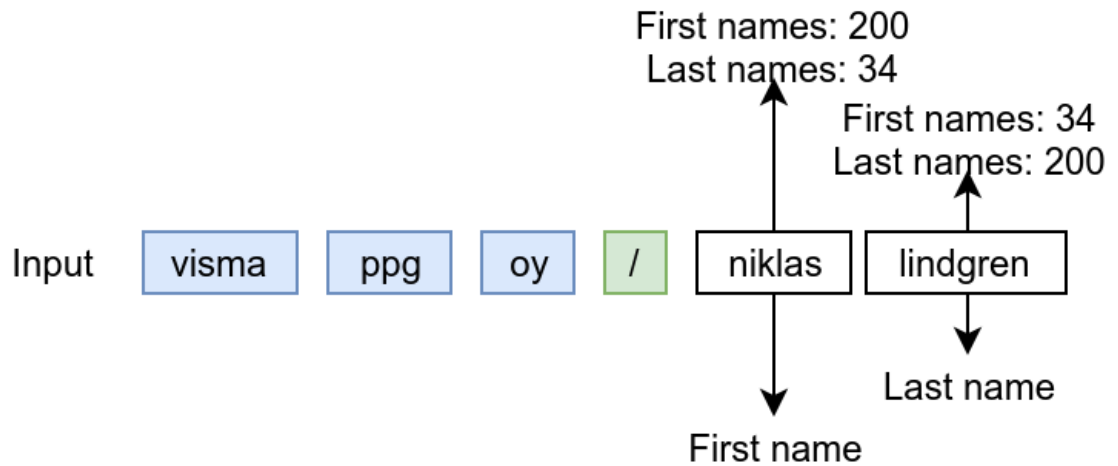 First names: 200
Last names: 34
First names: 34
Last names: 200
Input visma ppg oy / niklas lindgren
Last name
First name